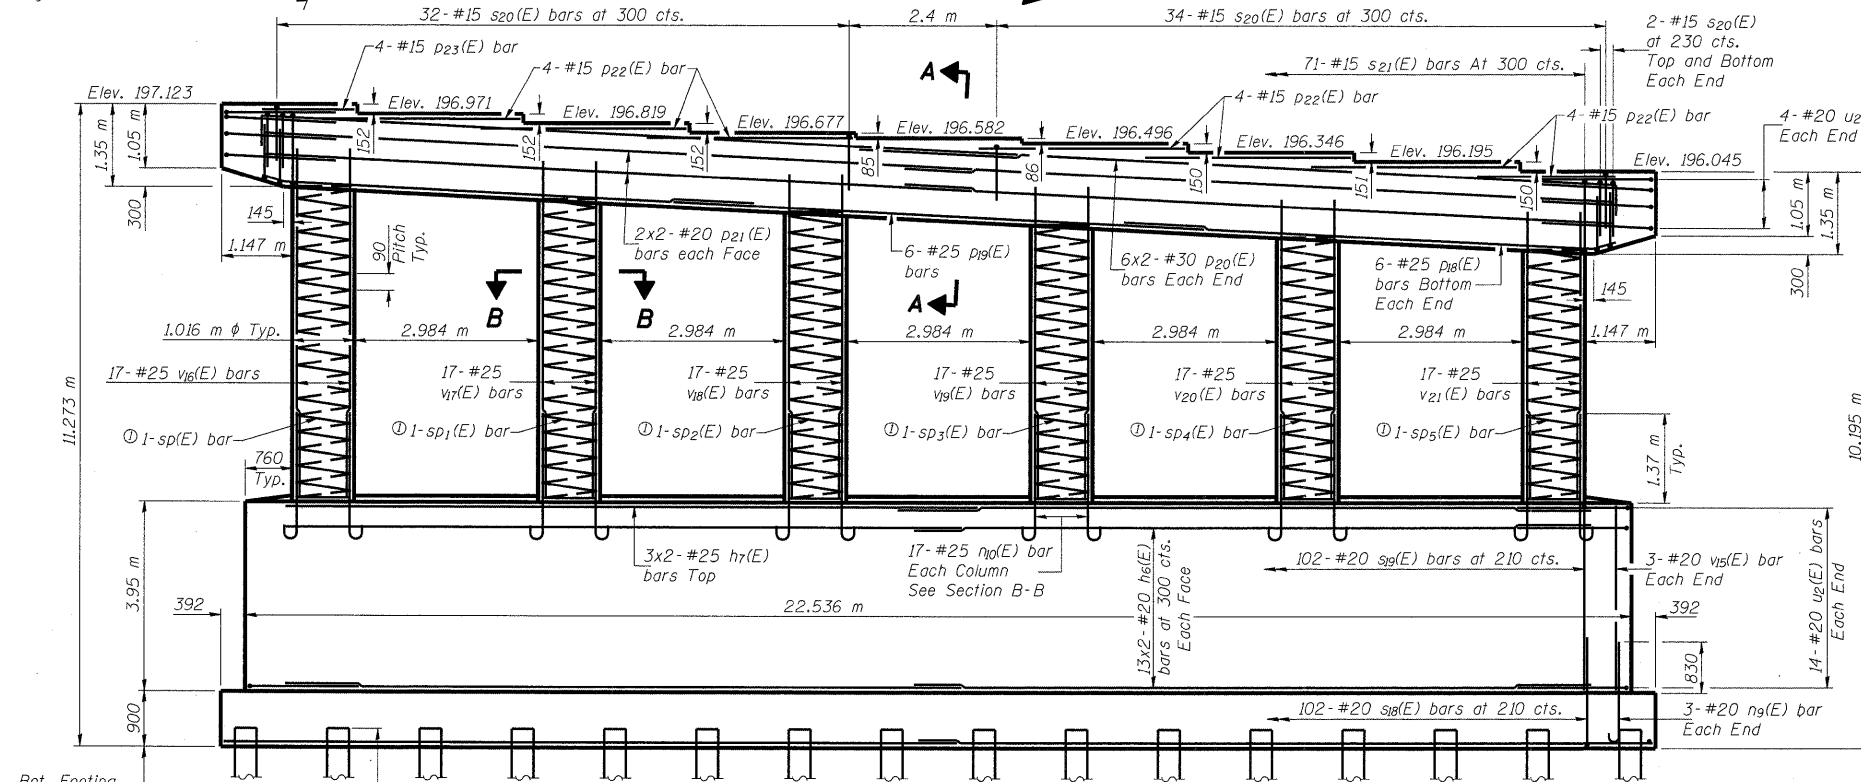 32-#15 s20(E) bars at 300 cts.
2.4 m
34-#15 s20(E) bars at 300 cts.
2-#15 s20(E)
at 230 cts.
Top and Bottom
Each End
4-#15 p23(E) bar
4-#15 p22(E) bar
A
71-#15 s21(E) bars At 300 cts.
Elev. 197.123
Elev. 196.971
Elev. 196.819
Elev. 196.677
Elev. 196.582
Elev. 196.496
Elev. 196.346
Elev. 196.195
Elev. 196.045
4-#15 p22(E) bar
4-#15 p22(E) bar
4-#20 u2
Each End
1.35 m
1.05 m
152
152
152
85
86
150
151
150
1.05 m
1.35 m
300
145
1.147 m
90
Pitch
Typ.
2x2-#20 p21(E)
bars each Face
6-#25 p19(E)
bars
6x2-#30 p20(E)
bars Each End
6-#25 p18(E)
bars Bottom
Each End
300
145
B
B
A
1.016 m ϕ Typ.
2.984 m
2.984 m
2.984 m
2.984 m
2.984 m
1.147 m
17-#25 v16(E) bars
17-#25
v17(E) bars
17-#25
v18(E) bars
17-#25
v19(E) bars
17-#25
v20(E) bars
17-#25
v21(E) bars
11.273 m
10.195 m
① 1-sp(E) bar
① 1-sp1(E) bar
① 1-sp2(E) bar
① 1-sp3(E) bar
① 1-sp4(E) bar
① 1-sp5(E) bar
760
Typ.
1.37 m
Typ.
3x2-#25 h7(E)
bars Top
17-#25 n10(E) bar
Each Column
See Section B-B
13x2-#20 h6(E)
bars at 300 cts.
Each Face
102-#20 s19(E) bars at 210 cts.
3-#20 v15(E) bar
Each End
14-#20 u2(E) bars
Each End
3.95 m
392
22.536 m
392
830
900
102-#20 s18(E) bars at 210 cts.
3-#20 n9(E) bar
Each End
Bot. Footing